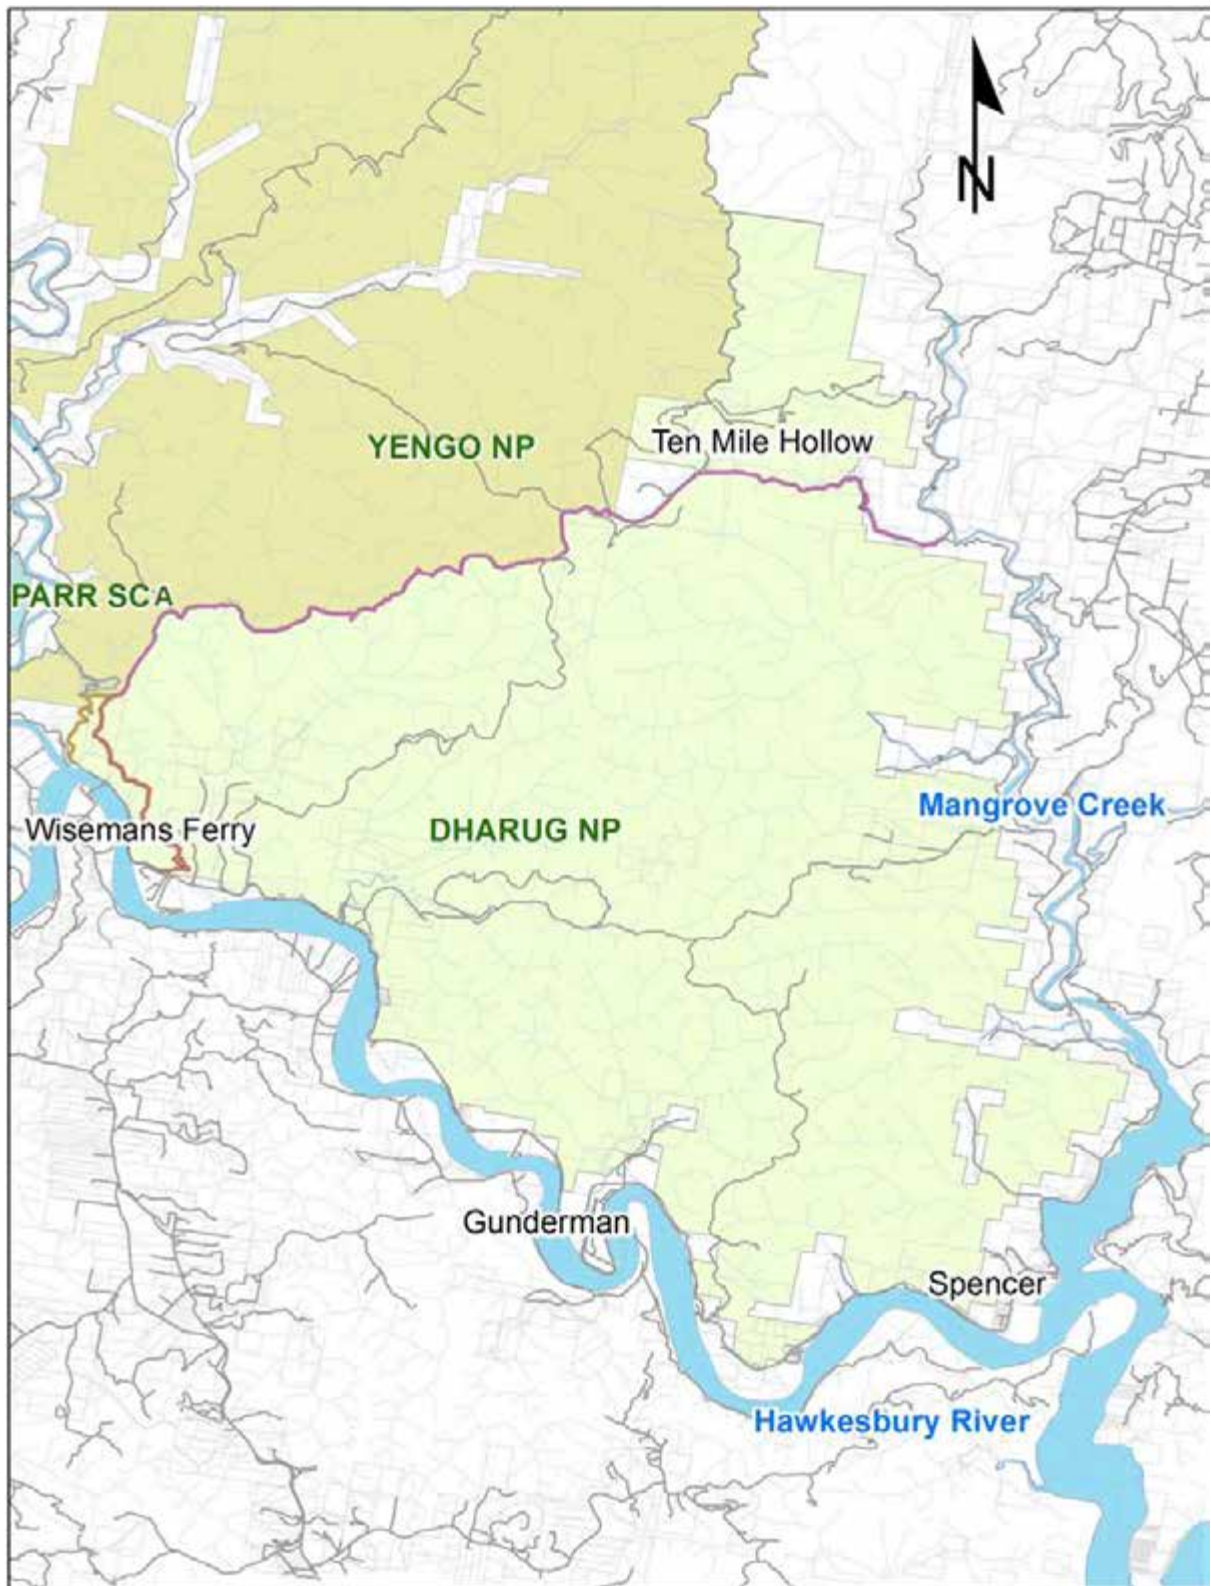 N
Ten Mile Hollow
YENGO NP
PARR SCA
Mangrove Creek
Wisemans Ferry
DHARUG NP
Gunderman
Spencer
Hawkesbury River